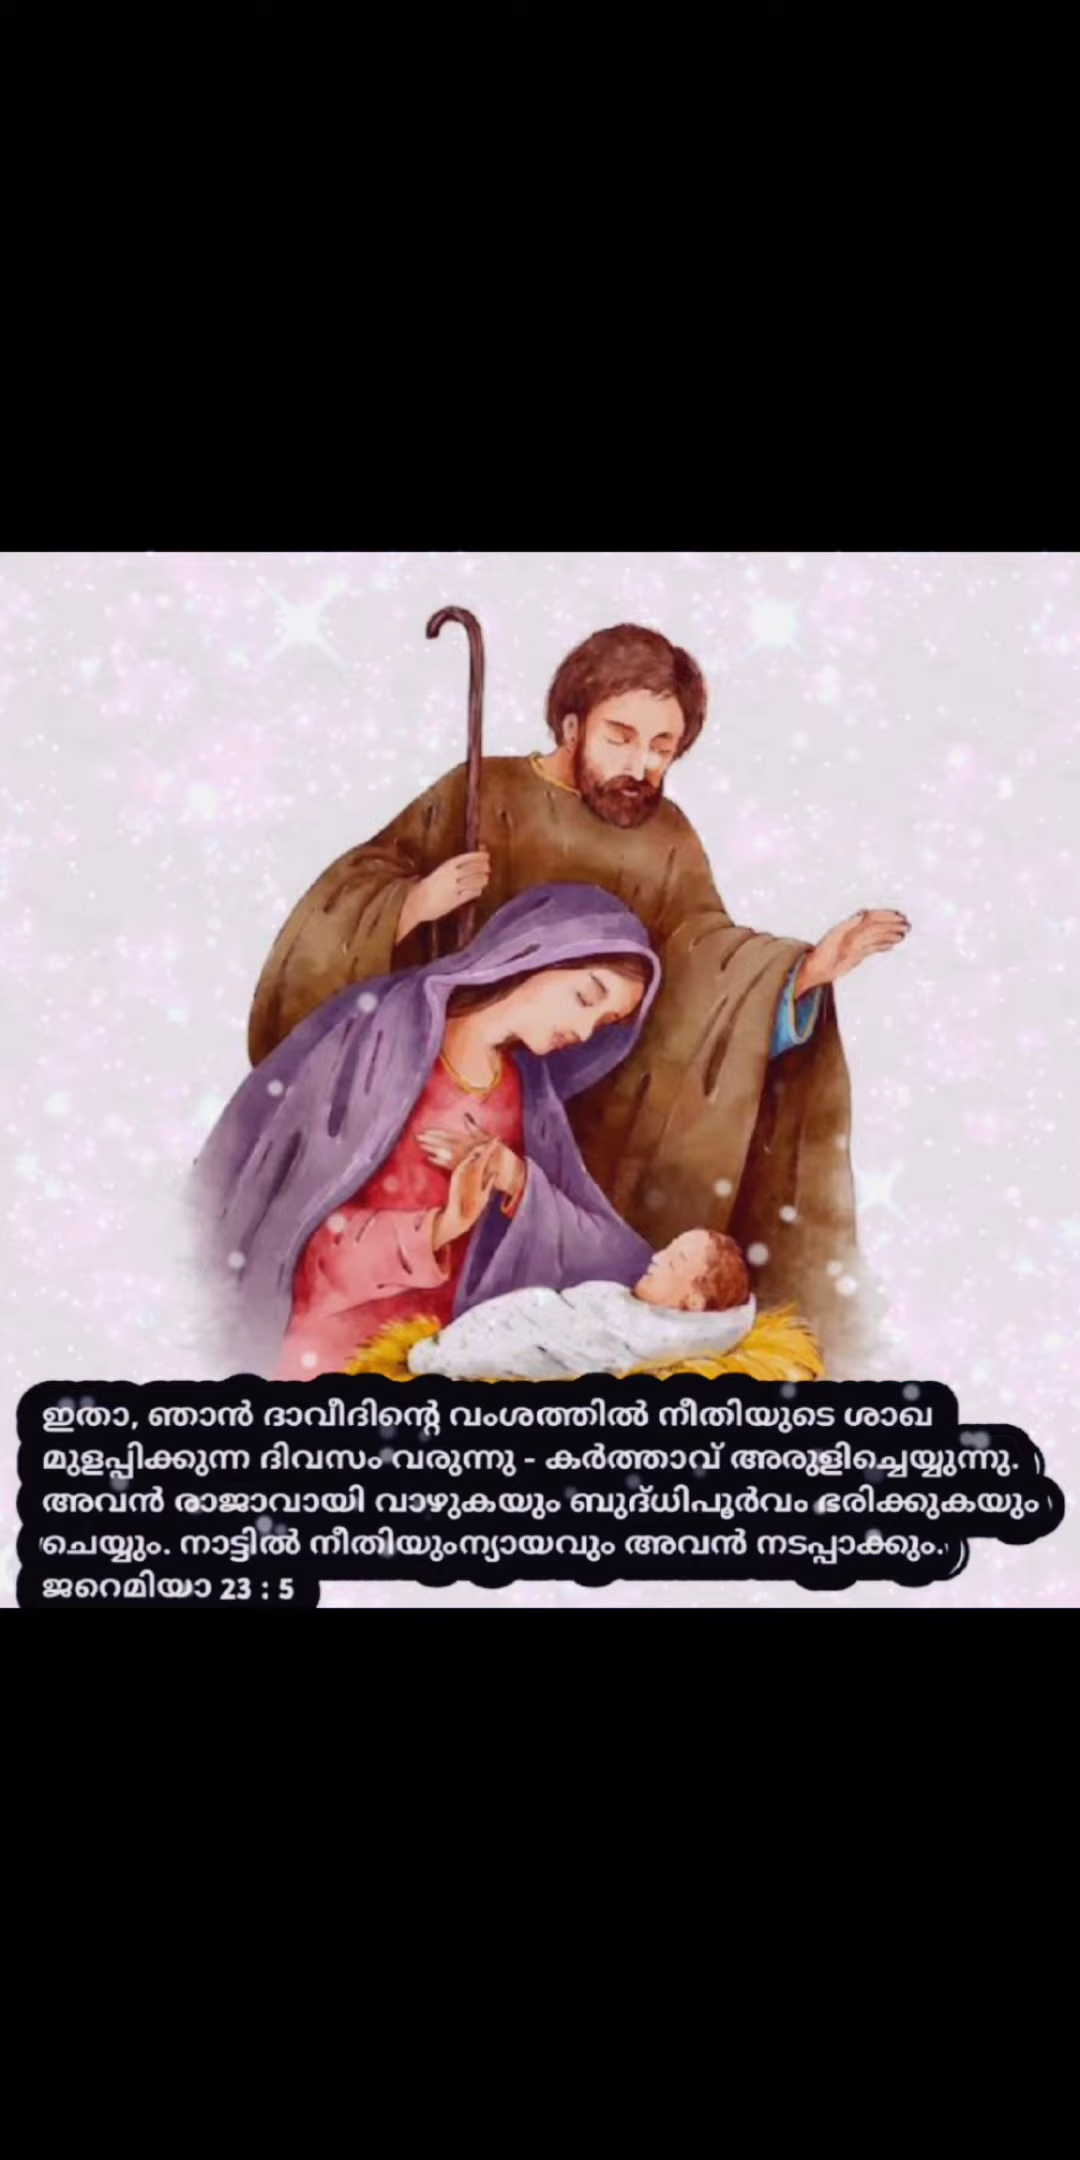 ഇതാ, ഞാൻ ദാവീദിന്റെ വംശത്തിൽ നീതിയുടെ ശാഖ
മുളപ്പിക്കുന്ന ദിവസം വരുന്നു - കർത്താവ് അരുളിച്ചെയ്യുന്നു.
അവൻ രാജാവായി വാഴുകയും ബുദ്ധിപൂർവം ഭരിക്കുകയും
ചെയ്യും. നാട്ടിൽ നീതിയുംന്യായവും അവൻ നടപ്പാക്കും.
ജറെമിയാ 23 : 5